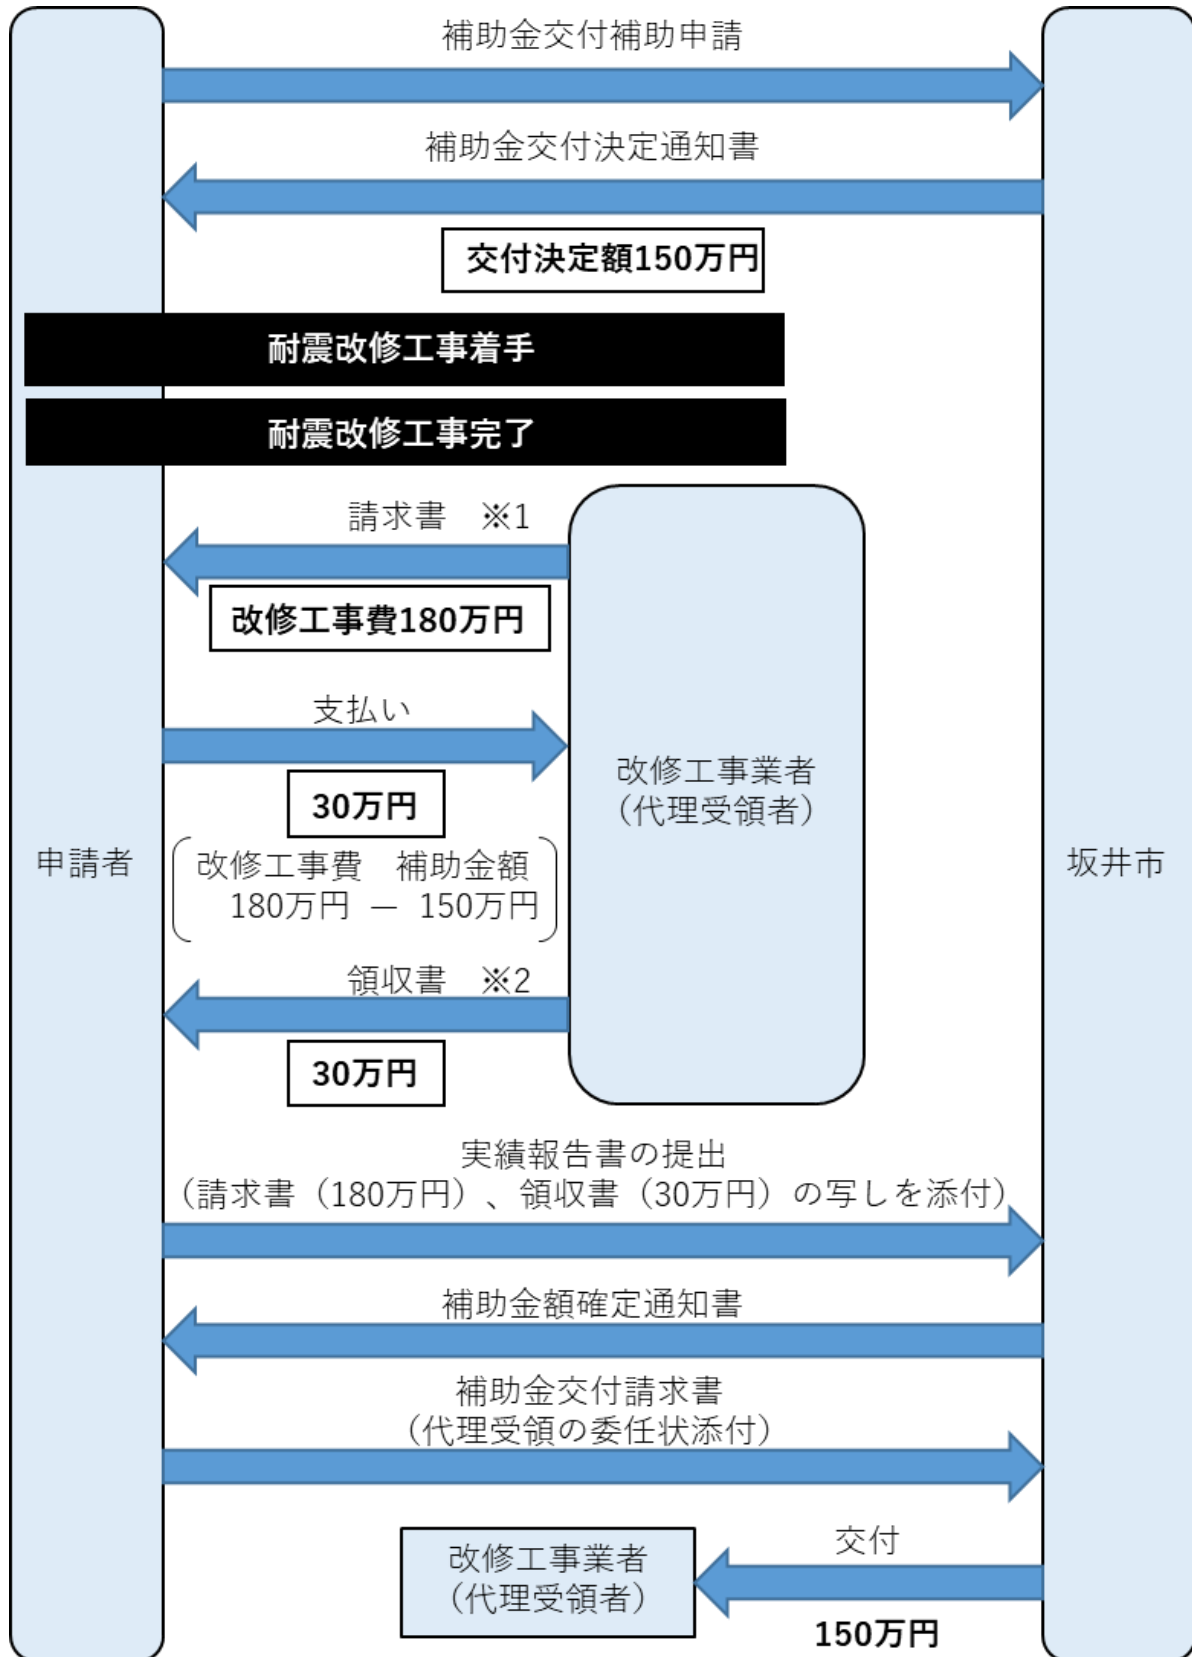 補助金交付補助申請
補助金交付決定通知書
交付決定額150万円
耐震改修工事着手
耐震改修工事完了
請求書　※1
改修工事費180万円
支払い
30万円
改修工事費　補助金額
180万円 － 150万円
改修工事業者
（代理受領者）
申請者
坂井市
領収書　※2
30万円
実績報告書の提出
（請求書（180万円）、領収書（30万円）の写しを添付）
補助金額確定通知書
補助金交付請求書
（代理受領の委任状添付）
交付
改修工事業者
（代理受領者）
150万円